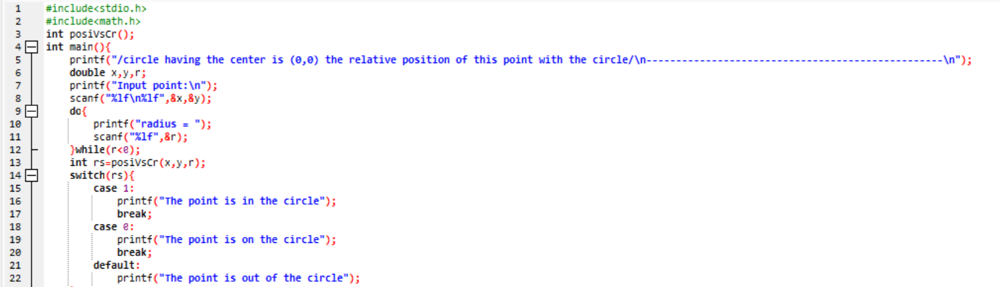 1 #include<stdio.h>
2 #include<math.h>
3 int posiVsCr();
4 int main(){
5 printf("/circle having the center is (0,0) the relative position of this point with the circle/\n--------------------------------------------------\n");
6 double x,y,r;
7 printf("Input point:\n");
8 scanf("%lf\n%lf",&x,&y);
9 do{
10 printf("radius = ");
11 scanf("%lf",&r);
12 }while(r<0);
13 int rs=posiVsCr(x,y,r);
14 switch(rs){
15 case 1:
16 printf("The point is in the circle");
17 break;
18 case 0:
19 printf("The point is on the circle");
20 break;
21 default:
22 printf("The point is out of the circle");